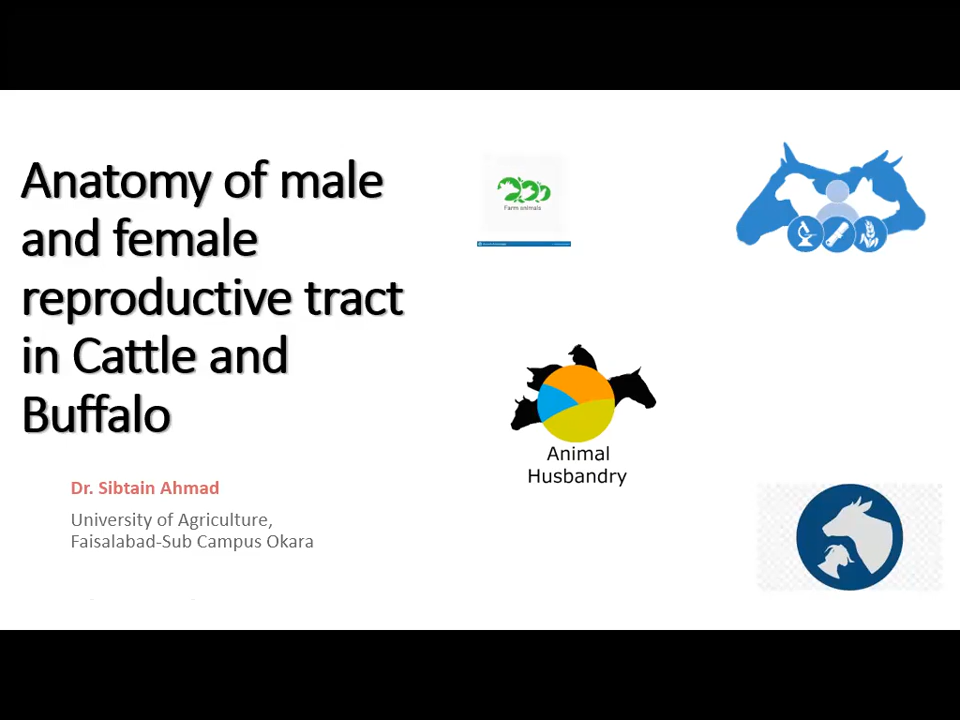 Anatomy of male
and female
reproductive tract
in Cattle and
Buffalo
Dr. Sibtain Ahmad
University of Agriculture,
Faisalabad-Sub Campus Okara
Farm animals
Animal
Husbandry